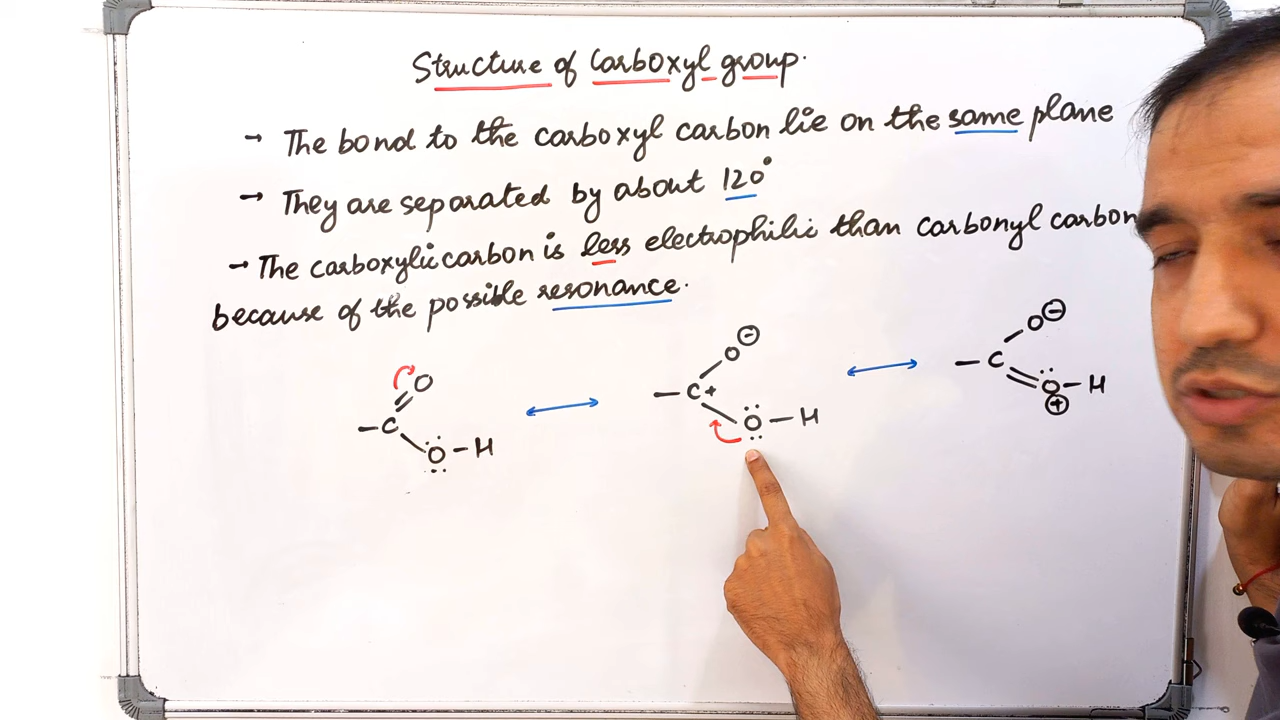 Structure of Carboxyl group.
→ The bond to the carboxyl carbon lie on the same plane
→ They are separated by about 120°
→ The carboxylic carbon is less electrophilic than carbonyl carbon
because of the possible resonance.
O O⊖ O⊖
– C – C+ – C
Ö – H Ö – H Ö – H
⊕